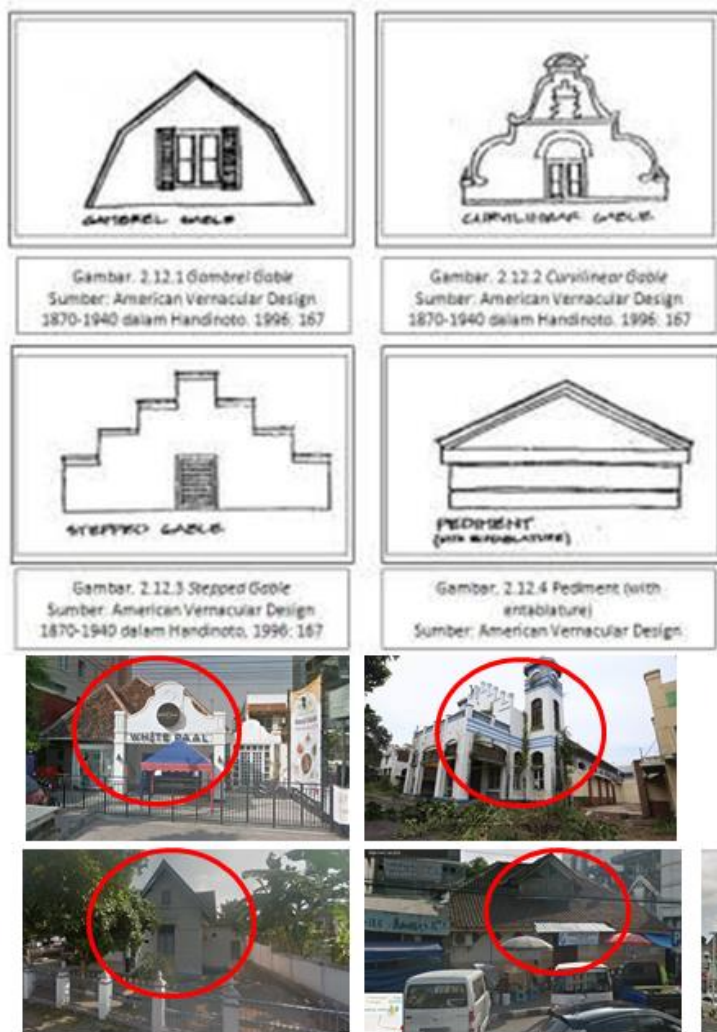 GAMBREL GABLE
CURVILINEAR GABLE
Gambar. 2.12.1 Gambrel Gable
Sumber: American Vernacular Design
1870-1940 dalam Handinoto. 1996: 167
Gambar. 2.12.2 Curvilinear Gable
Sumber: American Vernacular Design
1870-1940 dalam Handinoto. 1996: 167
STEPPED GABLE
PEDIMENT
(WITH ENTABLATURE)
Gambar. 2.12.3 Stepped Gable
Sumber: American Vernacular Design
1870-1940 dalam Handinoto, 1996: 167
Gambar. 2.12.4 Pediment (with
entablature)
Sumber: American Vernacular Design
WHITE PAAL